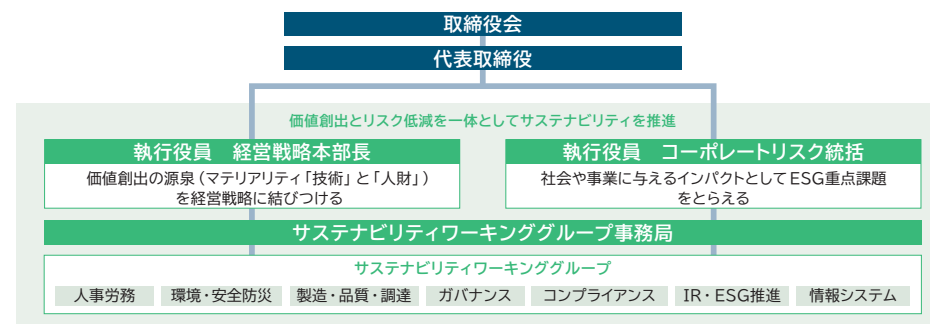 取締役会
代表取締役
価値創出とリスク低減を一体としてサステナビリティを推進
執行役員　経営戦略本部長
価値創出の源泉（マテリアリティ「技術」と「人財」）
を経営戦略に結びつける
執行役員　コーポレートリスク統括
社会や事業に与えるインパクトとしてESG重点課題
をとらえる
サステナビリティワーキンググループ事務局
サステナビリティワーキンググループ
人事労務　環境・安全防災　製造・品質・調達　ガバナンス　コンプライアンス　IR・ESG推進　情報システム